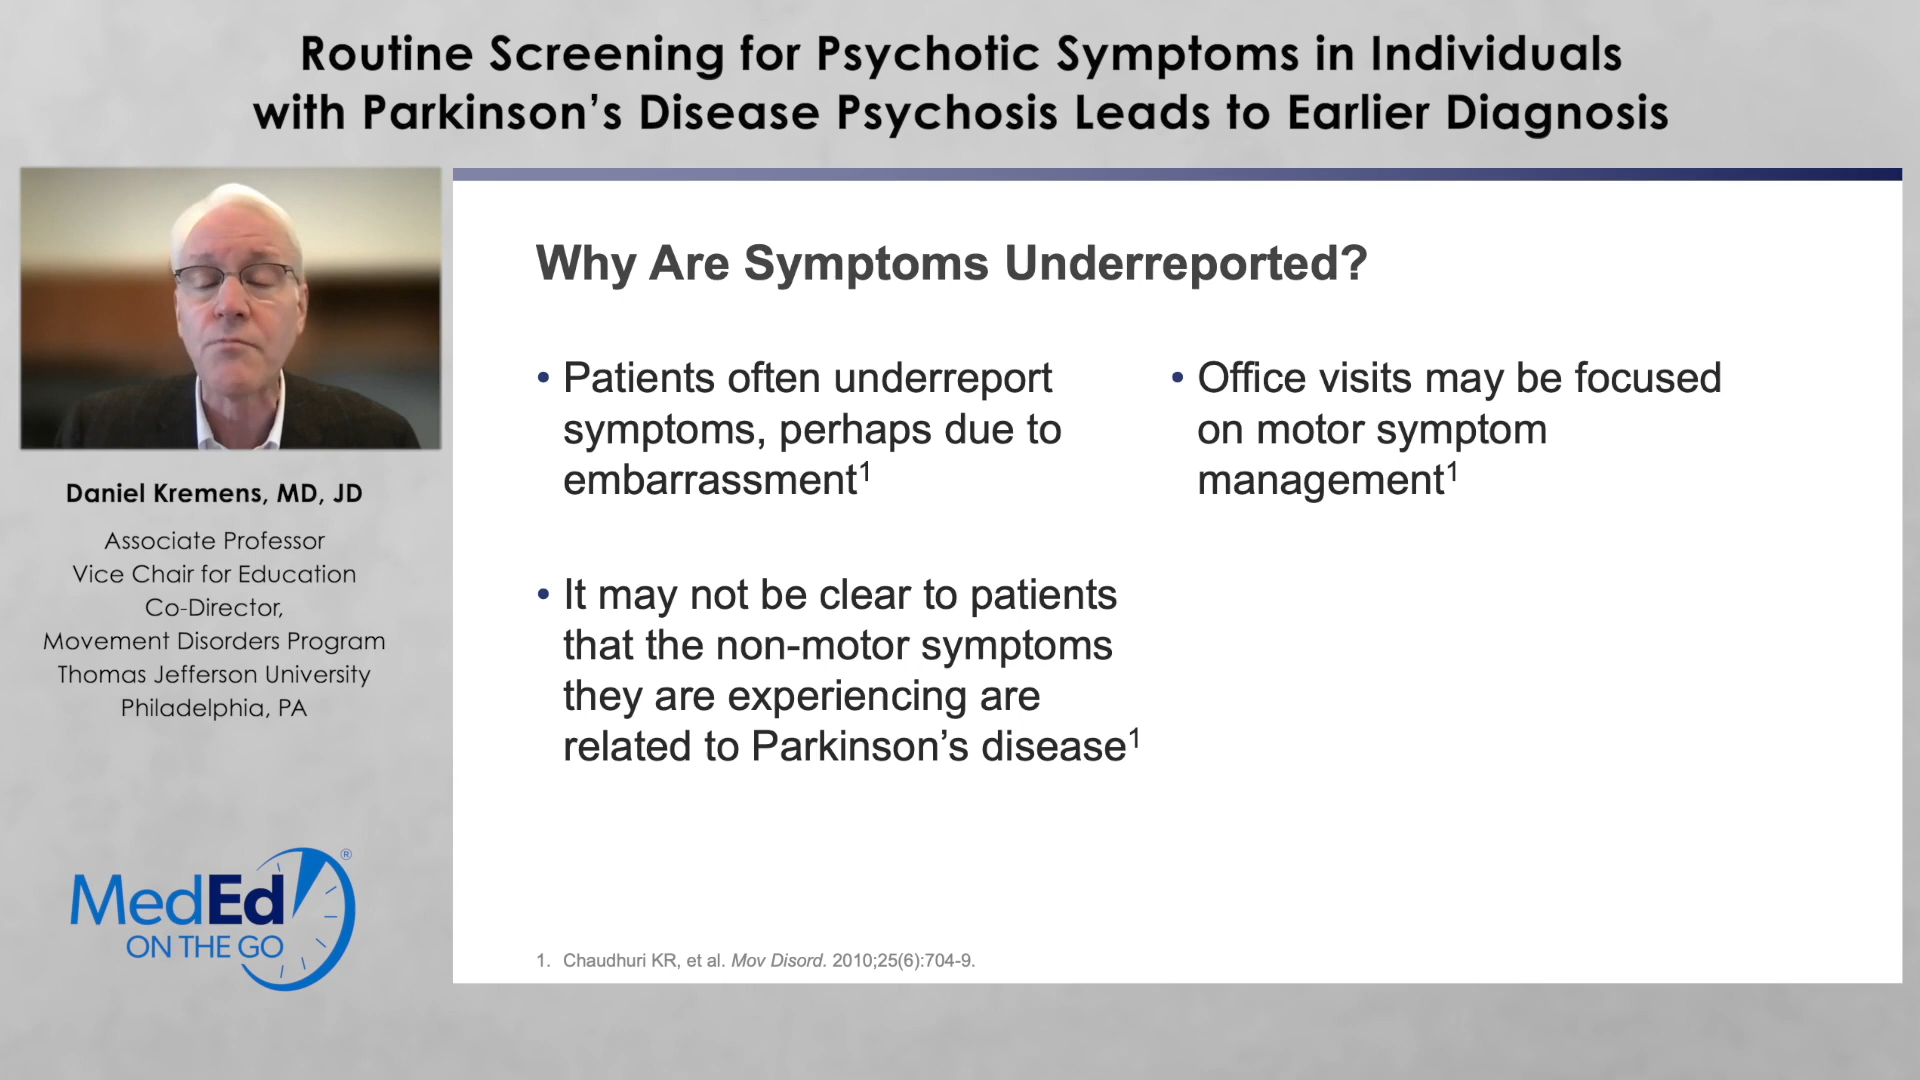 Routine Screening for Psychotic Symptoms in Individuals
with Parkinson's Disease Psychosis Leads to Earlier Diagnosis
Daniel Kremens, MD, JD
Associate Professor
Vice Chair for Education
Co-Director,
Movement Disorders Program
Thomas Jefferson University
Philadelphia, PA
MedEd®
ON THE GO
Why Are Symptoms Underreported?
• Patients often underreport
symptoms, perhaps due to
embarrassment¹
• It may not be clear to patients
that the non-motor symptoms
they are experiencing are
related to Parkinson's disease¹
• Office visits may be focused
on motor symptom
management¹
1. Chaudhuri KR, et al. Mov Disord. 2010;25(6):704-9.